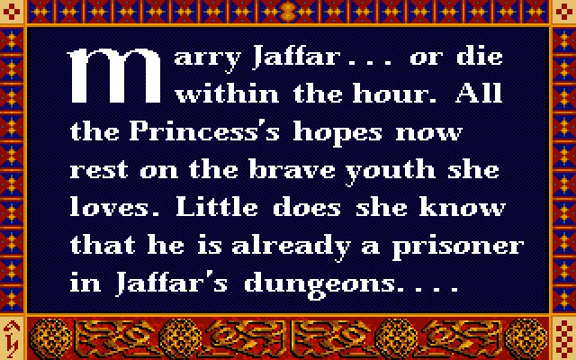 Marry Jaffar... or die
within the hour. All
the Princess's hopes now
rest on the brave youth she
loves. Little does she know
that he is already a prisoner
in Jaffar's dungeons....